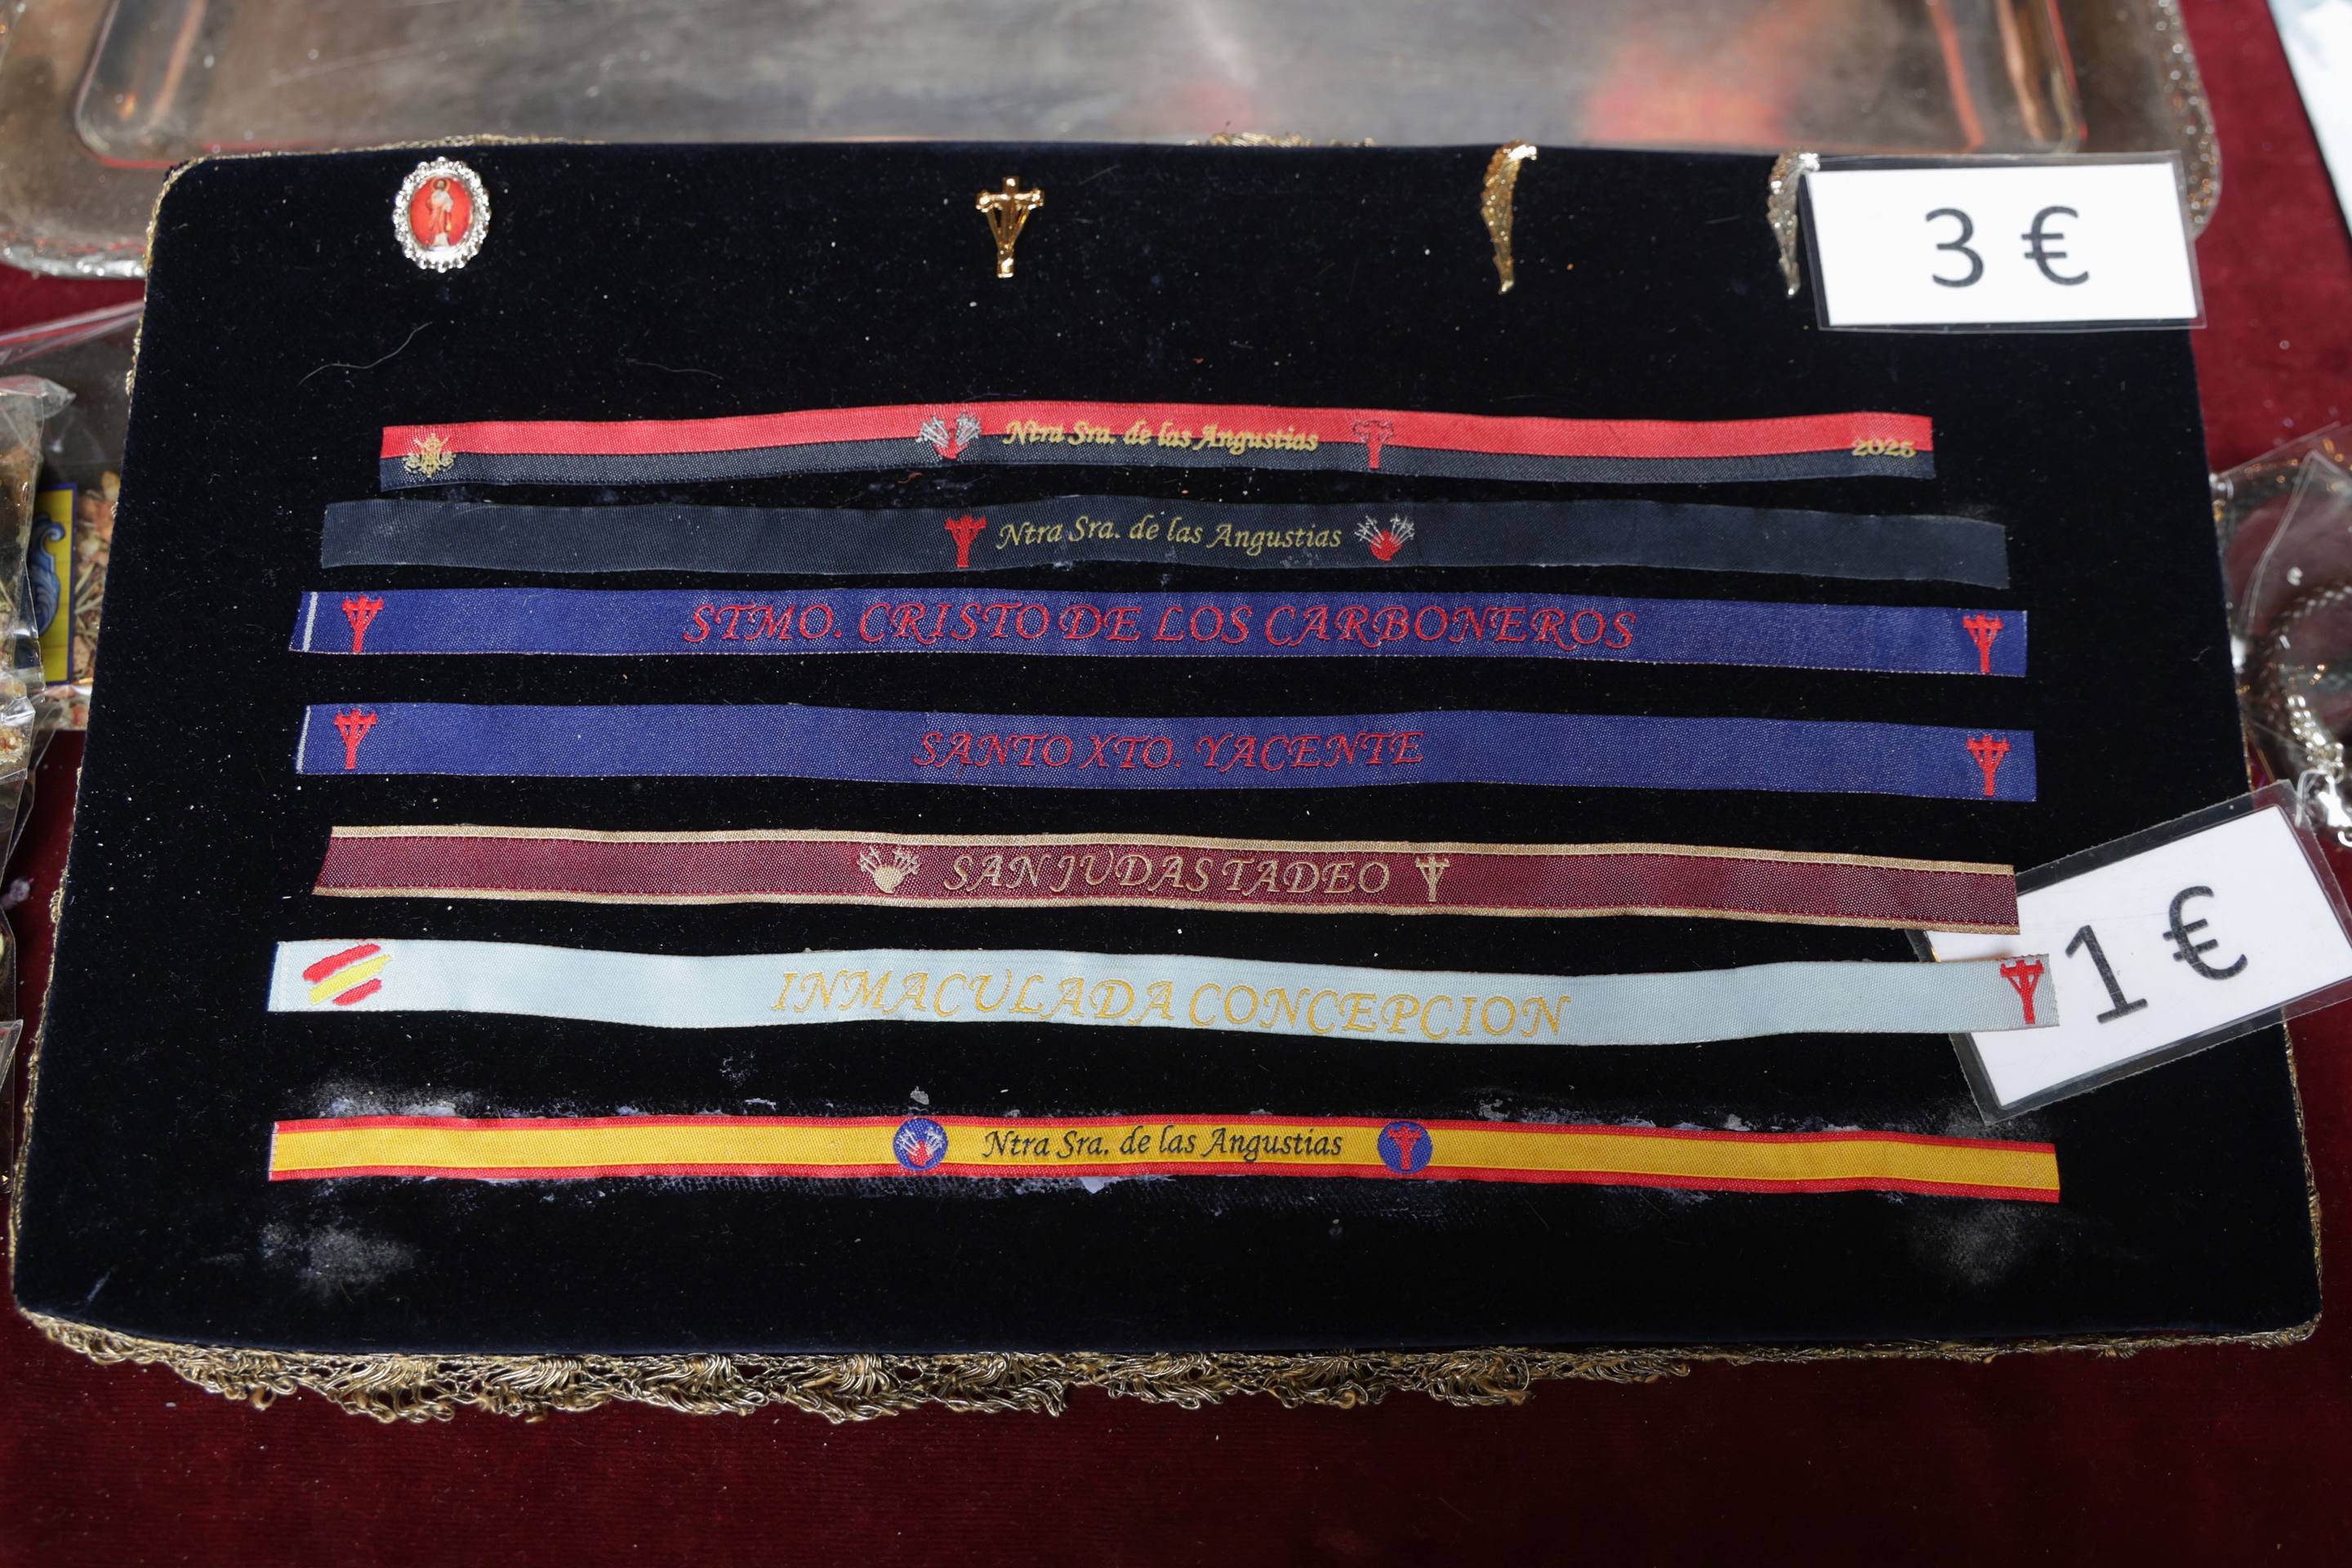 3 €
Ntra Sra. de las Angustias 2025
Ntra Sra. de las Angustias
STMO. CRISTO DE LOS CARBONEROS
SANTO XTO. YACENTE
SAN JUDAS TADEO
1 €
INMACULADA CONCEPCION
Ntra Sra. de las Angustias